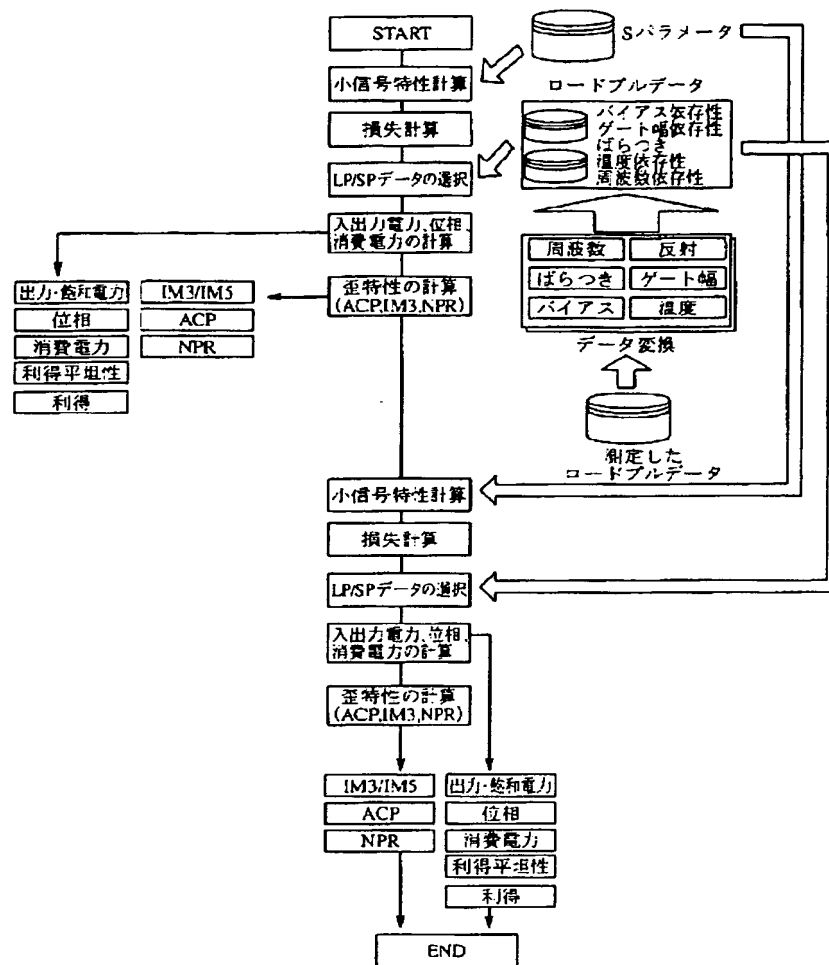 START
Sパラメータ
小信号特性計算
ロードプルデータ
損失計算
バイアス依存性
ゲート幅依存性
ばらつき
温度依存性
周波数依存性
LP/SPデータの選択
入出力電力、位相、
消費電力の計算
周波数
反射
ばらつき
ゲート幅
バイアス
温度
データ変換
歪特性の計算
(ACP,IM3,NPR)
出力・飽和電力
位相
消費電力
利得平坦性
利得
IM3/IM5
ACP
NPR
測定した
ロードプルデータ
小信号特性計算
損失計算
LP/SPデータの選択
入出力電力、位相、
消費電力の計算
歪特性の計算
(ACP,IM3,NPR)
IM3/IM5
ACP
NPR
出力・飽和電力
位相
消費電力
利得平坦性
利得
END